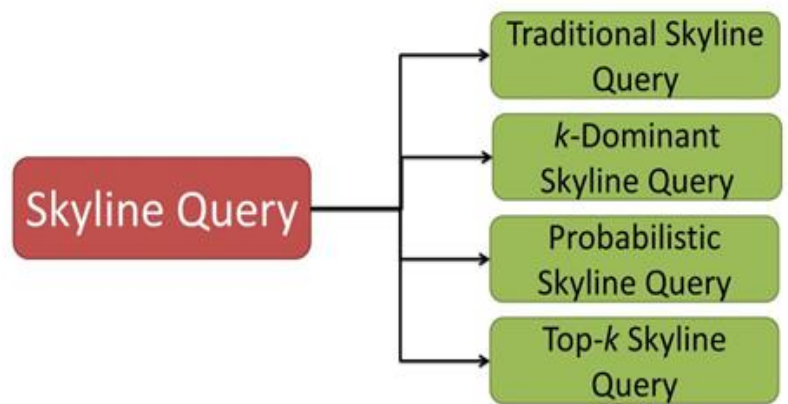 Skyline Query
Traditional Skyline
Query
k-Dominant
Skyline Query
Probabilistic
Skyline Query
Top-k Skyline
Query